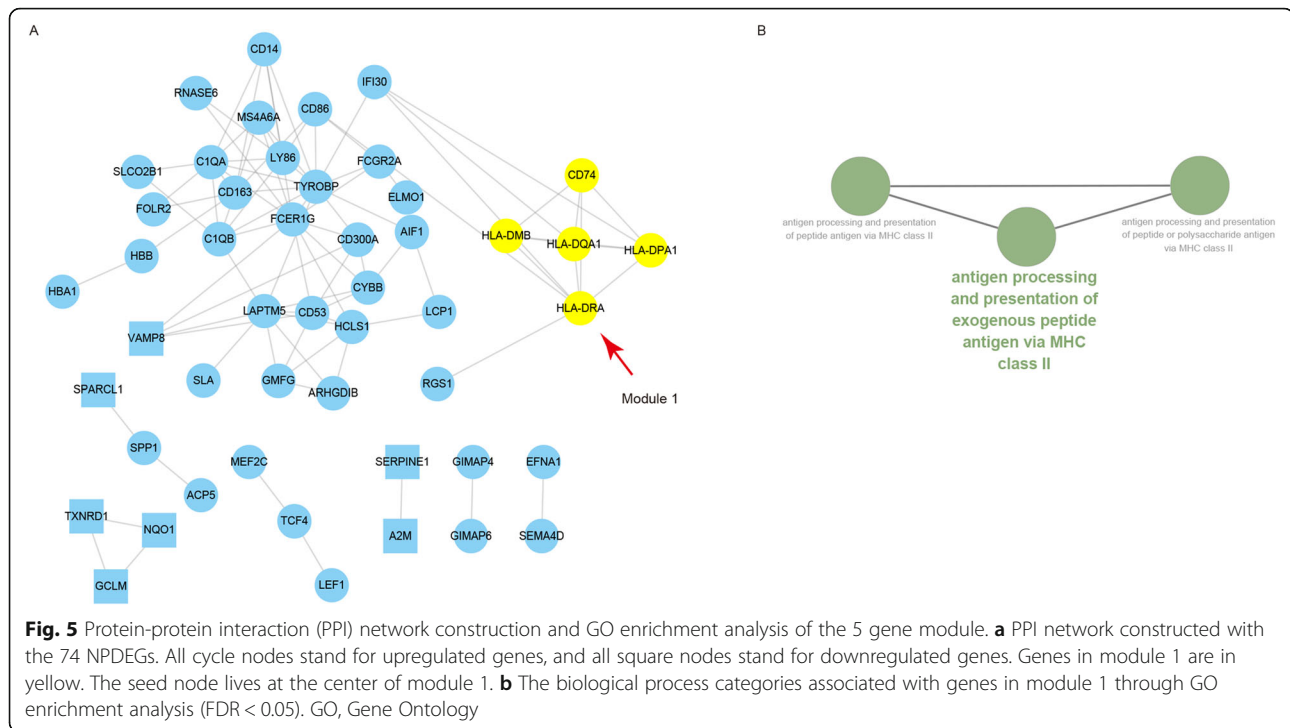 A
B
CD14
IFI30
RNASE6
MS4A6A
CD86
C1QA
LY86
FCGR2A
SLCO2B1
CD163
TYROBP
CD74
ELMO1
FOLR2
FCER1G
C1QB
CD300A
AIF1
HLA-DMB
HLA-DQA1
HLA-DPA1
HBB
HBA1
CYBB
HLA-DRA
LAPTM5
CD53
HCLS1
LCP1
VAMP8
SLA
GMFG
ARHGDIB
RGS1
Module 1
SPARCL1
SPP1
ACP5
MEF2C
TCF4
LEF1
SERPINE1
A2M
GIMAP4
GIMAP6
EFNA1
SEMA4D
TXNRD1
NQO1
GCLM
antigen processing and presentation
of peptide antigen via MHC class II
antigen processing and presentation
of peptide or polysaccharide antigen
via MHC class II
antigen processing
and presentation of
exogenous peptide
antigen via MHC
class II
Fig. 5 Protein-protein interaction (PPI) network construction and GO enrichment analysis of the 5 gene module. a PPI network constructed with
the 74 NPDEGs. All cycle nodes stand for upregulated genes, and all square nodes stand for downregulated genes. Genes in module 1 are in
yellow. The seed node lives at the center of module 1. b The biological process categories associated with genes in module 1 through GO
enrichment analysis (FDR < 0.05). GO, Gene Ontology